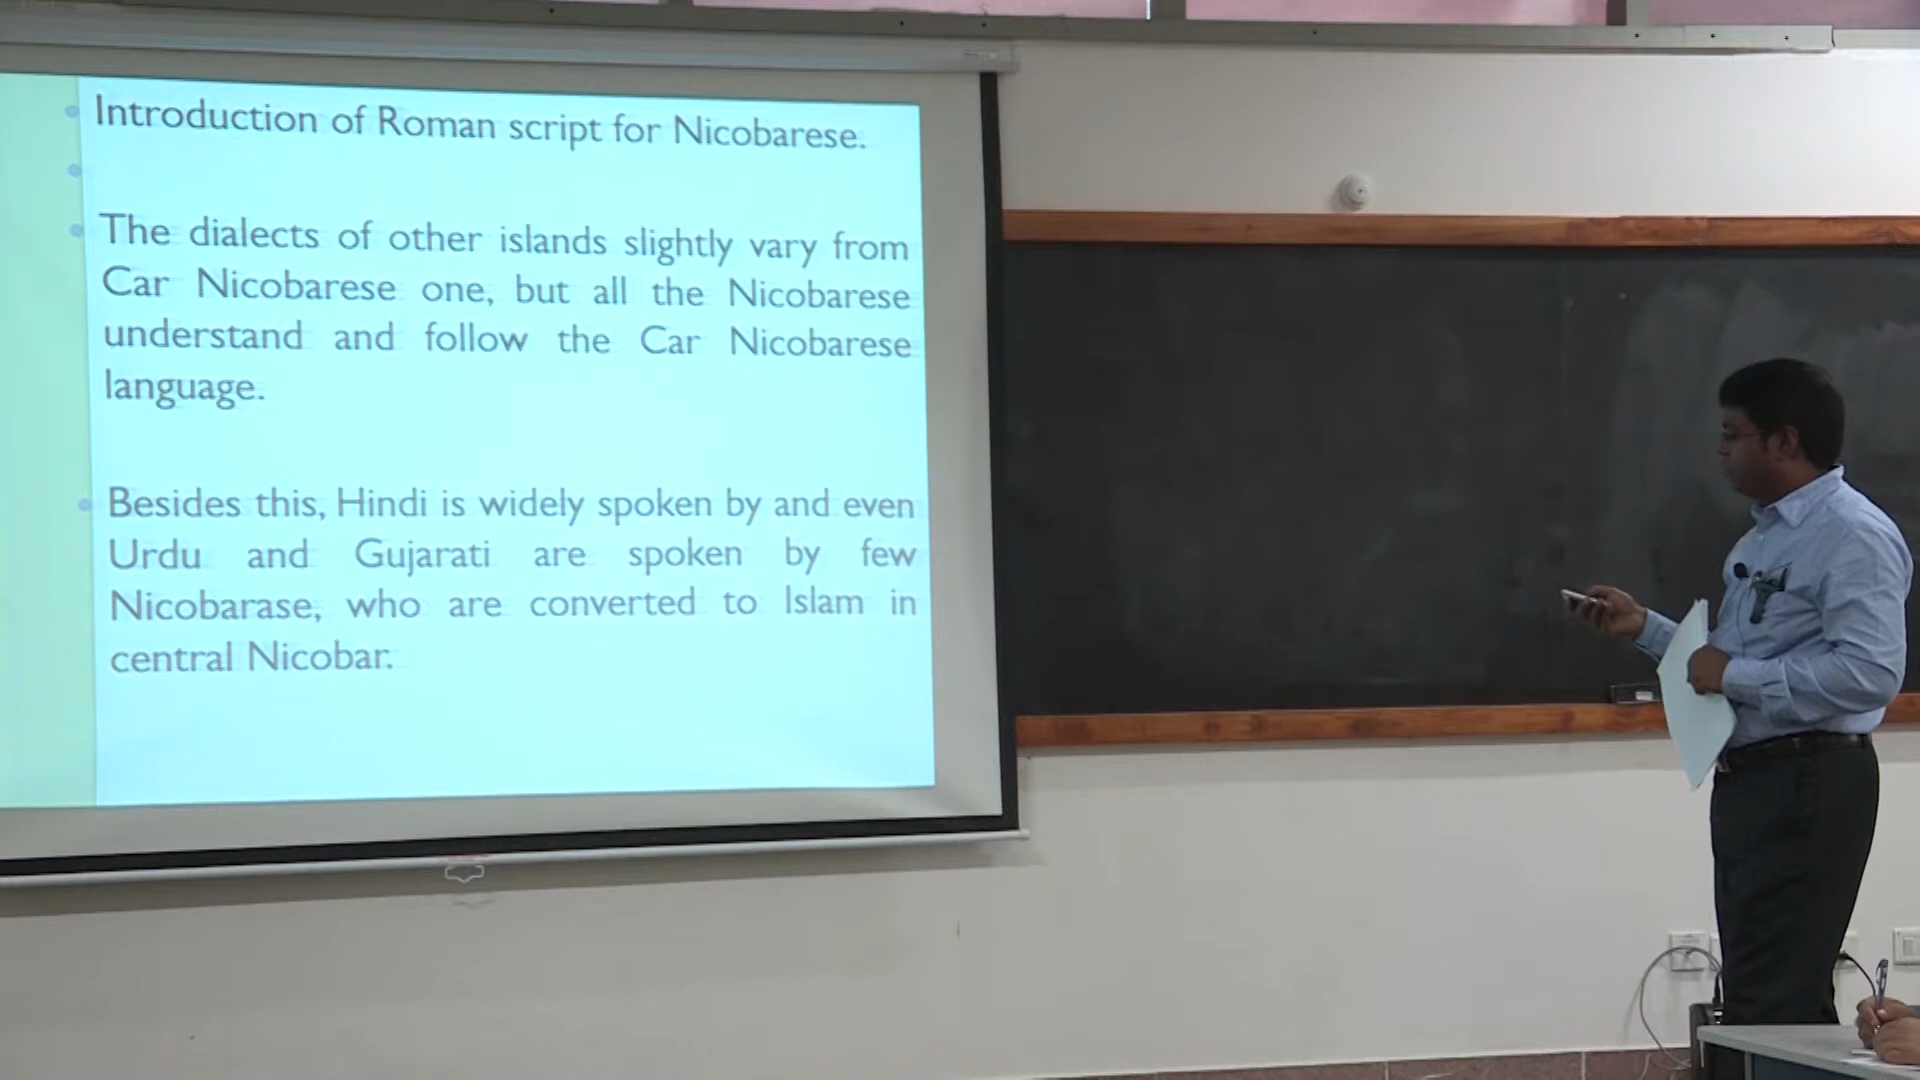 Introduction of Roman script for Nicobarese.
The dialects of other islands slightly vary from
Car Nicobarese one, but all the Nicobarese
understand and follow the Car Nicobarese
language.
Besides this, Hindi is widely spoken by and even
Urdu and Gujarati are spoken by few
Nicobarase, who are converted to Islam in
central Nicobar.